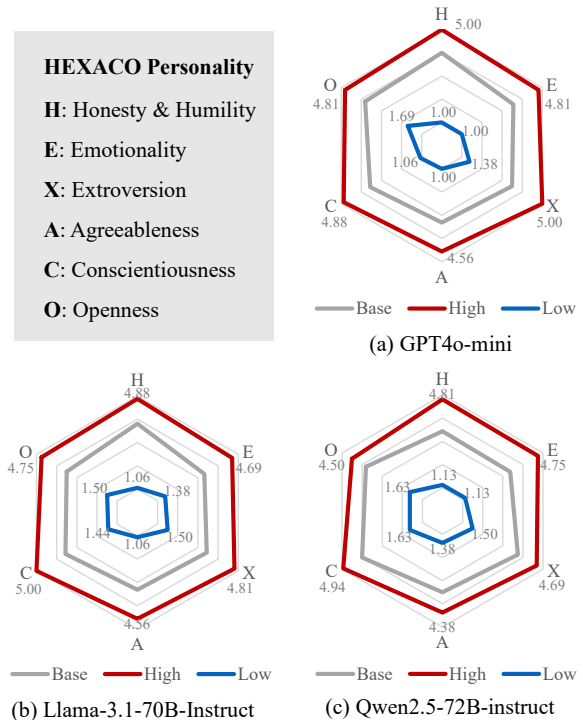 HEXACO Personality
H: Honesty & Humility
E: Emotionality
X: Extroversion
A: Agreeableness
C: Conscientiousness
O: Openness
H
5.00
O
4.81
E
4.81
1.00
1.69
1.00
1.06
1.38
1.00
C
4.88
X
5.00
4.56
A
Base High Low
(a) GPT4o-mini
H
4.88
O
4.75
E
4.69
1.06
1.50
1.38
1.44
1.50
1.06
C
5.00
X
4.81
4.56
A
Base High Low
(b) Llama-3.1-70B-Instruct
H
4.81
O
4.50
E
4.75
1.13
1.63
1.13
1.63
1.50
1.38
C
4.94
X
4.69
4.38
A
Base High Low
(c) Qwen2.5-72B-instruct